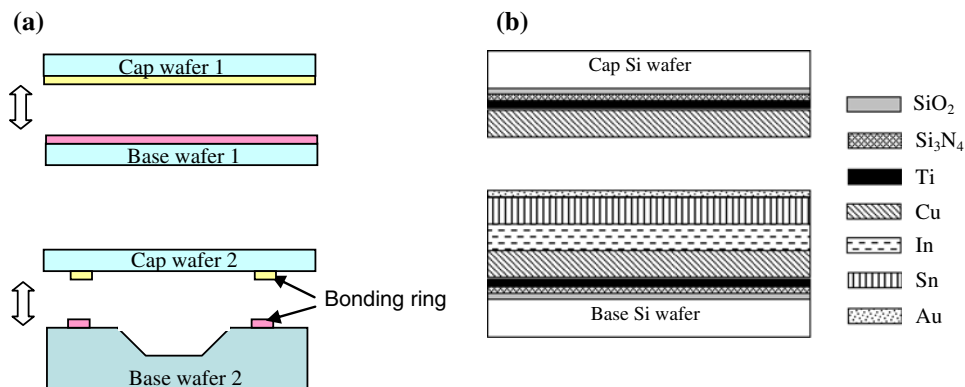 (a)
Cap wafer 1
Base wafer 1
Cap wafer 2
Bonding ring
Base wafer 2
(b)
Cap Si wafer
Base Si wafer
SiO₂
Si₃N₄
Ti
Cu
In
Sn
Au